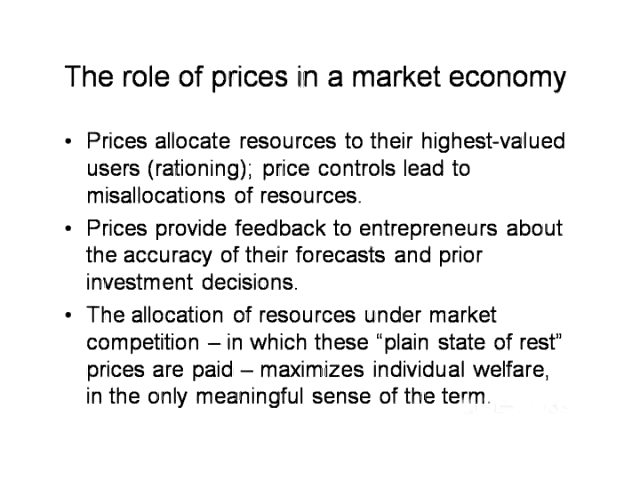 The role of prices in a market economy
• Prices allocate resources to their highest-valued
users (rationing); price controls lead to
misallocations of resources.
• Prices provide feedback to entrepreneurs about
the accuracy of their forecasts and prior
investment decisions.
• The allocation of resources under market
competition – in which these “plain state of rest”
prices are paid – maximizes individual welfare,
in the only meaningful sense of the term.